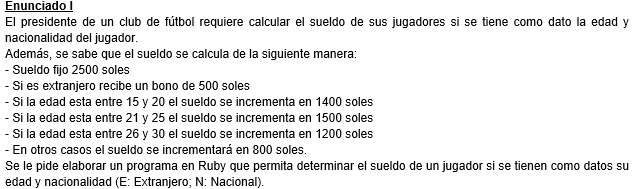 Enunciado I
El presidente de un club de fútbol requiere calcular el sueldo de sus jugadores si se tiene como dato la edad y
nacionalidad del jugador.
Además, se sabe que el sueldo se calcula de la siguiente manera:
- Sueldo fijo 2500 soles
- Si es extranjero recibe un bono de 500 soles
- Si la edad esta entre 15 y 20 el sueldo se incrementa en 1400 soles
- Si la edad esta entre 21 y 25 el sueldo se incrementa en 1500 soles
- Si la edad esta entre 26 y 30 el sueldo se incrementa en 1200 soles
- En otros casos el sueldo se incrementará en 800 soles.
Se le pide elaborar un programa en Ruby que permita determinar el sueldo de un jugador si se tienen como datos su
edad y nacionalidad (E: Extranjero; N: Nacional).